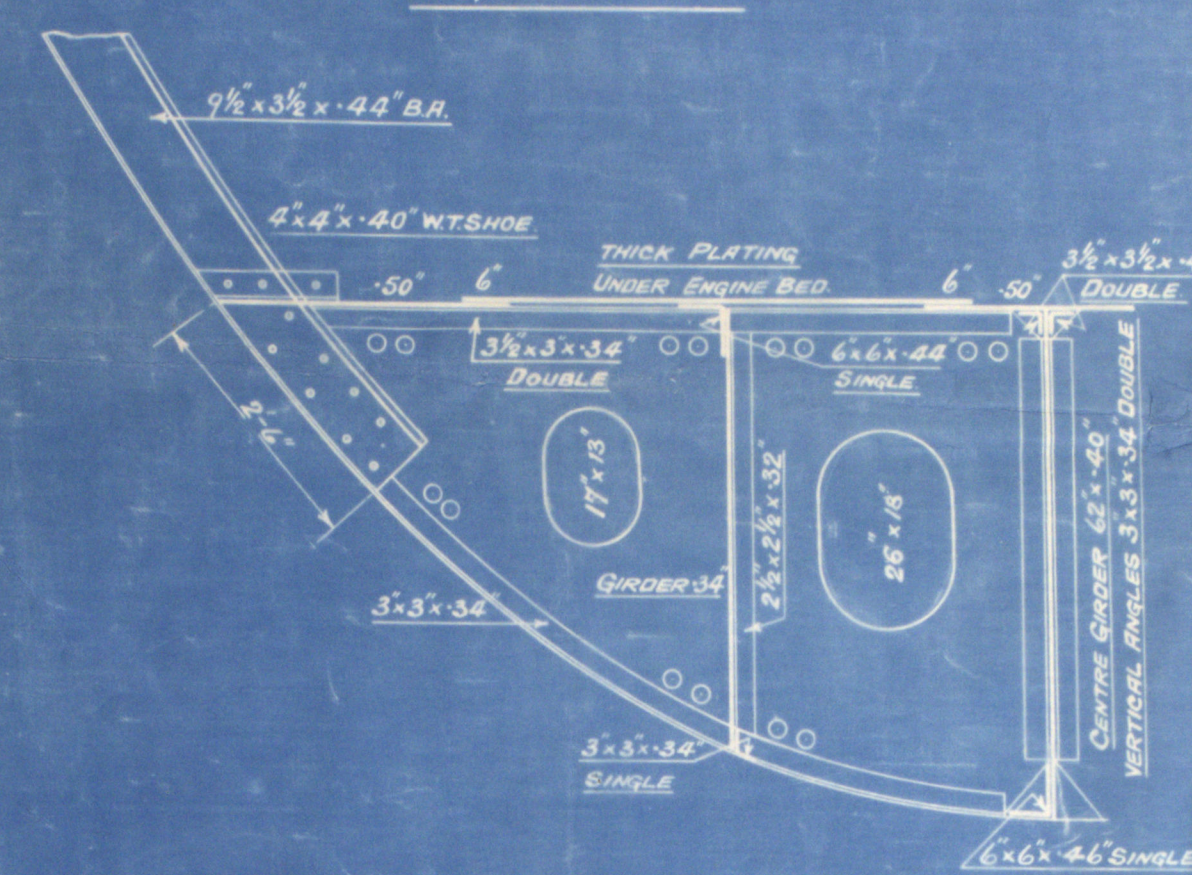 9½" x 3½" x ·44" B.A.
4" x 4" x ·40" W.T. SHOE.
THICK PLATING
UNDER ENGINE BED.
·50"
6"
6"
·50"
3½" x 3½" x ·4
DOUBLE
3½" x 3" x ·34"
DOUBLE
6" x 6" x ·44"
SINGLE.
2'-6"
17" x 13"
26" x 18"
2½" x 2½" x ·32"
GIRDER ·34"
3" x 3" x ·34"
CENTRE GIRDER 62" x ·40"
VERTICAL ANGLES 3" x 3" x ·34" DOUBLE
3" x 3" x ·34"
SINGLE
6" x 6" x ·46" SINGLE